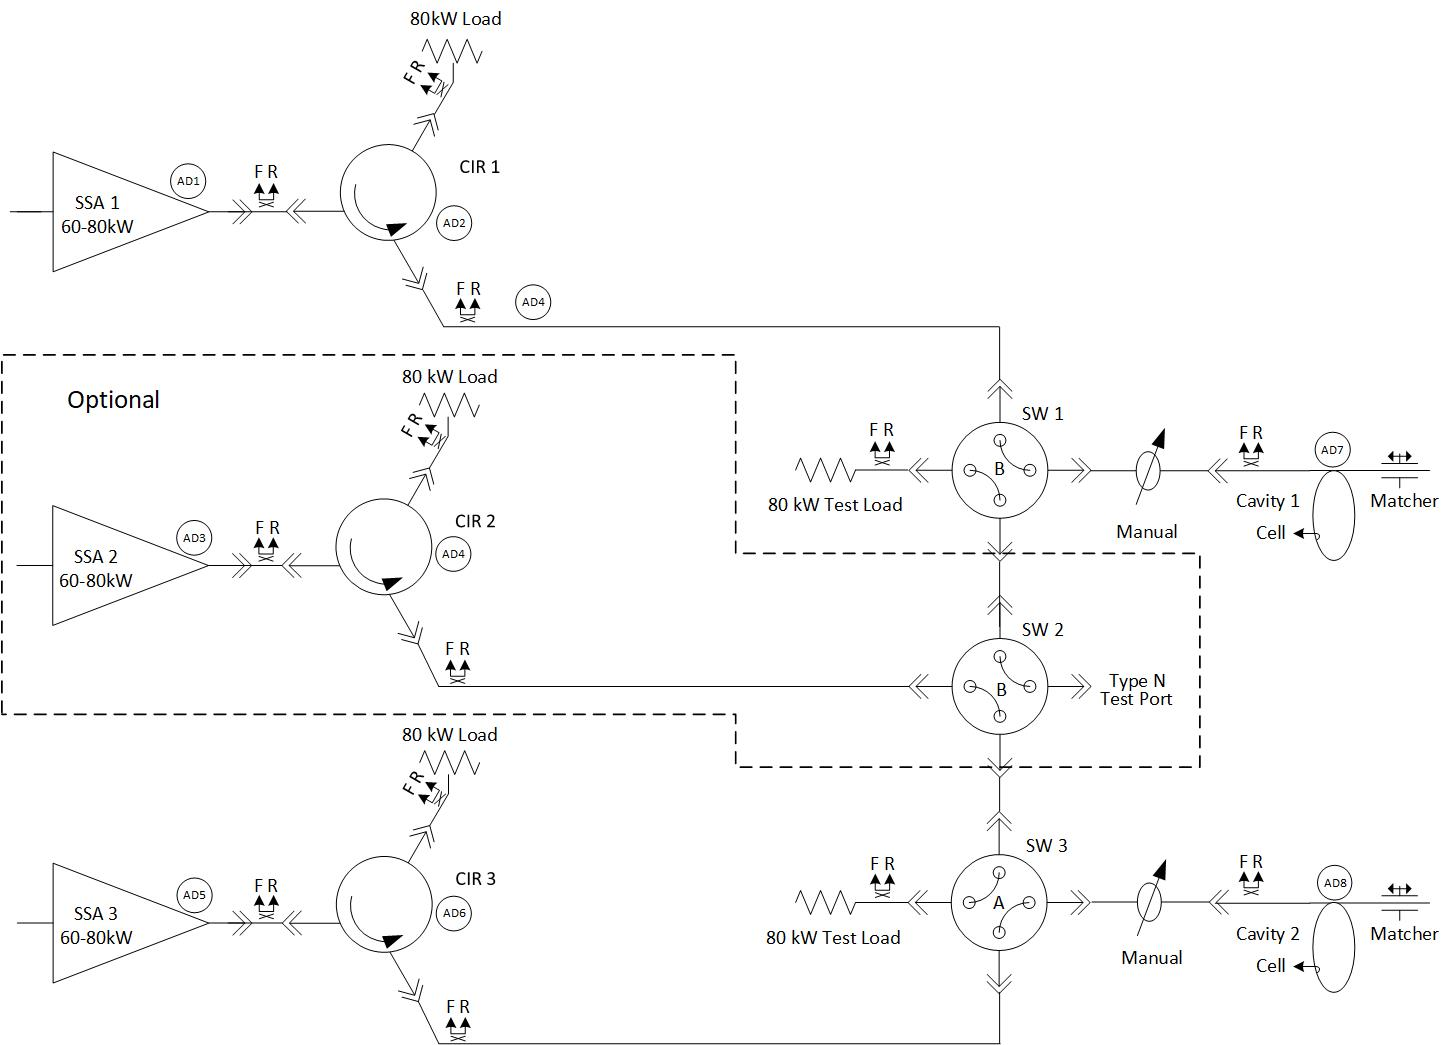 80kW Load
F R
CIR 1
AD1
F R
SSA 1
60-80kW
AD2
F R
AD4
Optional
80 kW Load
F R
CIR 2
AD3
F R
SSA 2
60-80kW
AD4
F R
SW 1
F R
B
80 kW Test Load
Manual
F R
AD7
Cavity 1
Cell
Matcher
SW 2
B
Type N
Test Port
80 kW Load
F R
CIR 3
AD5
F R
SSA 3
60-80kW
AD6
F R
SW 3
F R
A
80 kW Test Load
Manual
F R
AD8
Cavity 2
Cell
Matcher